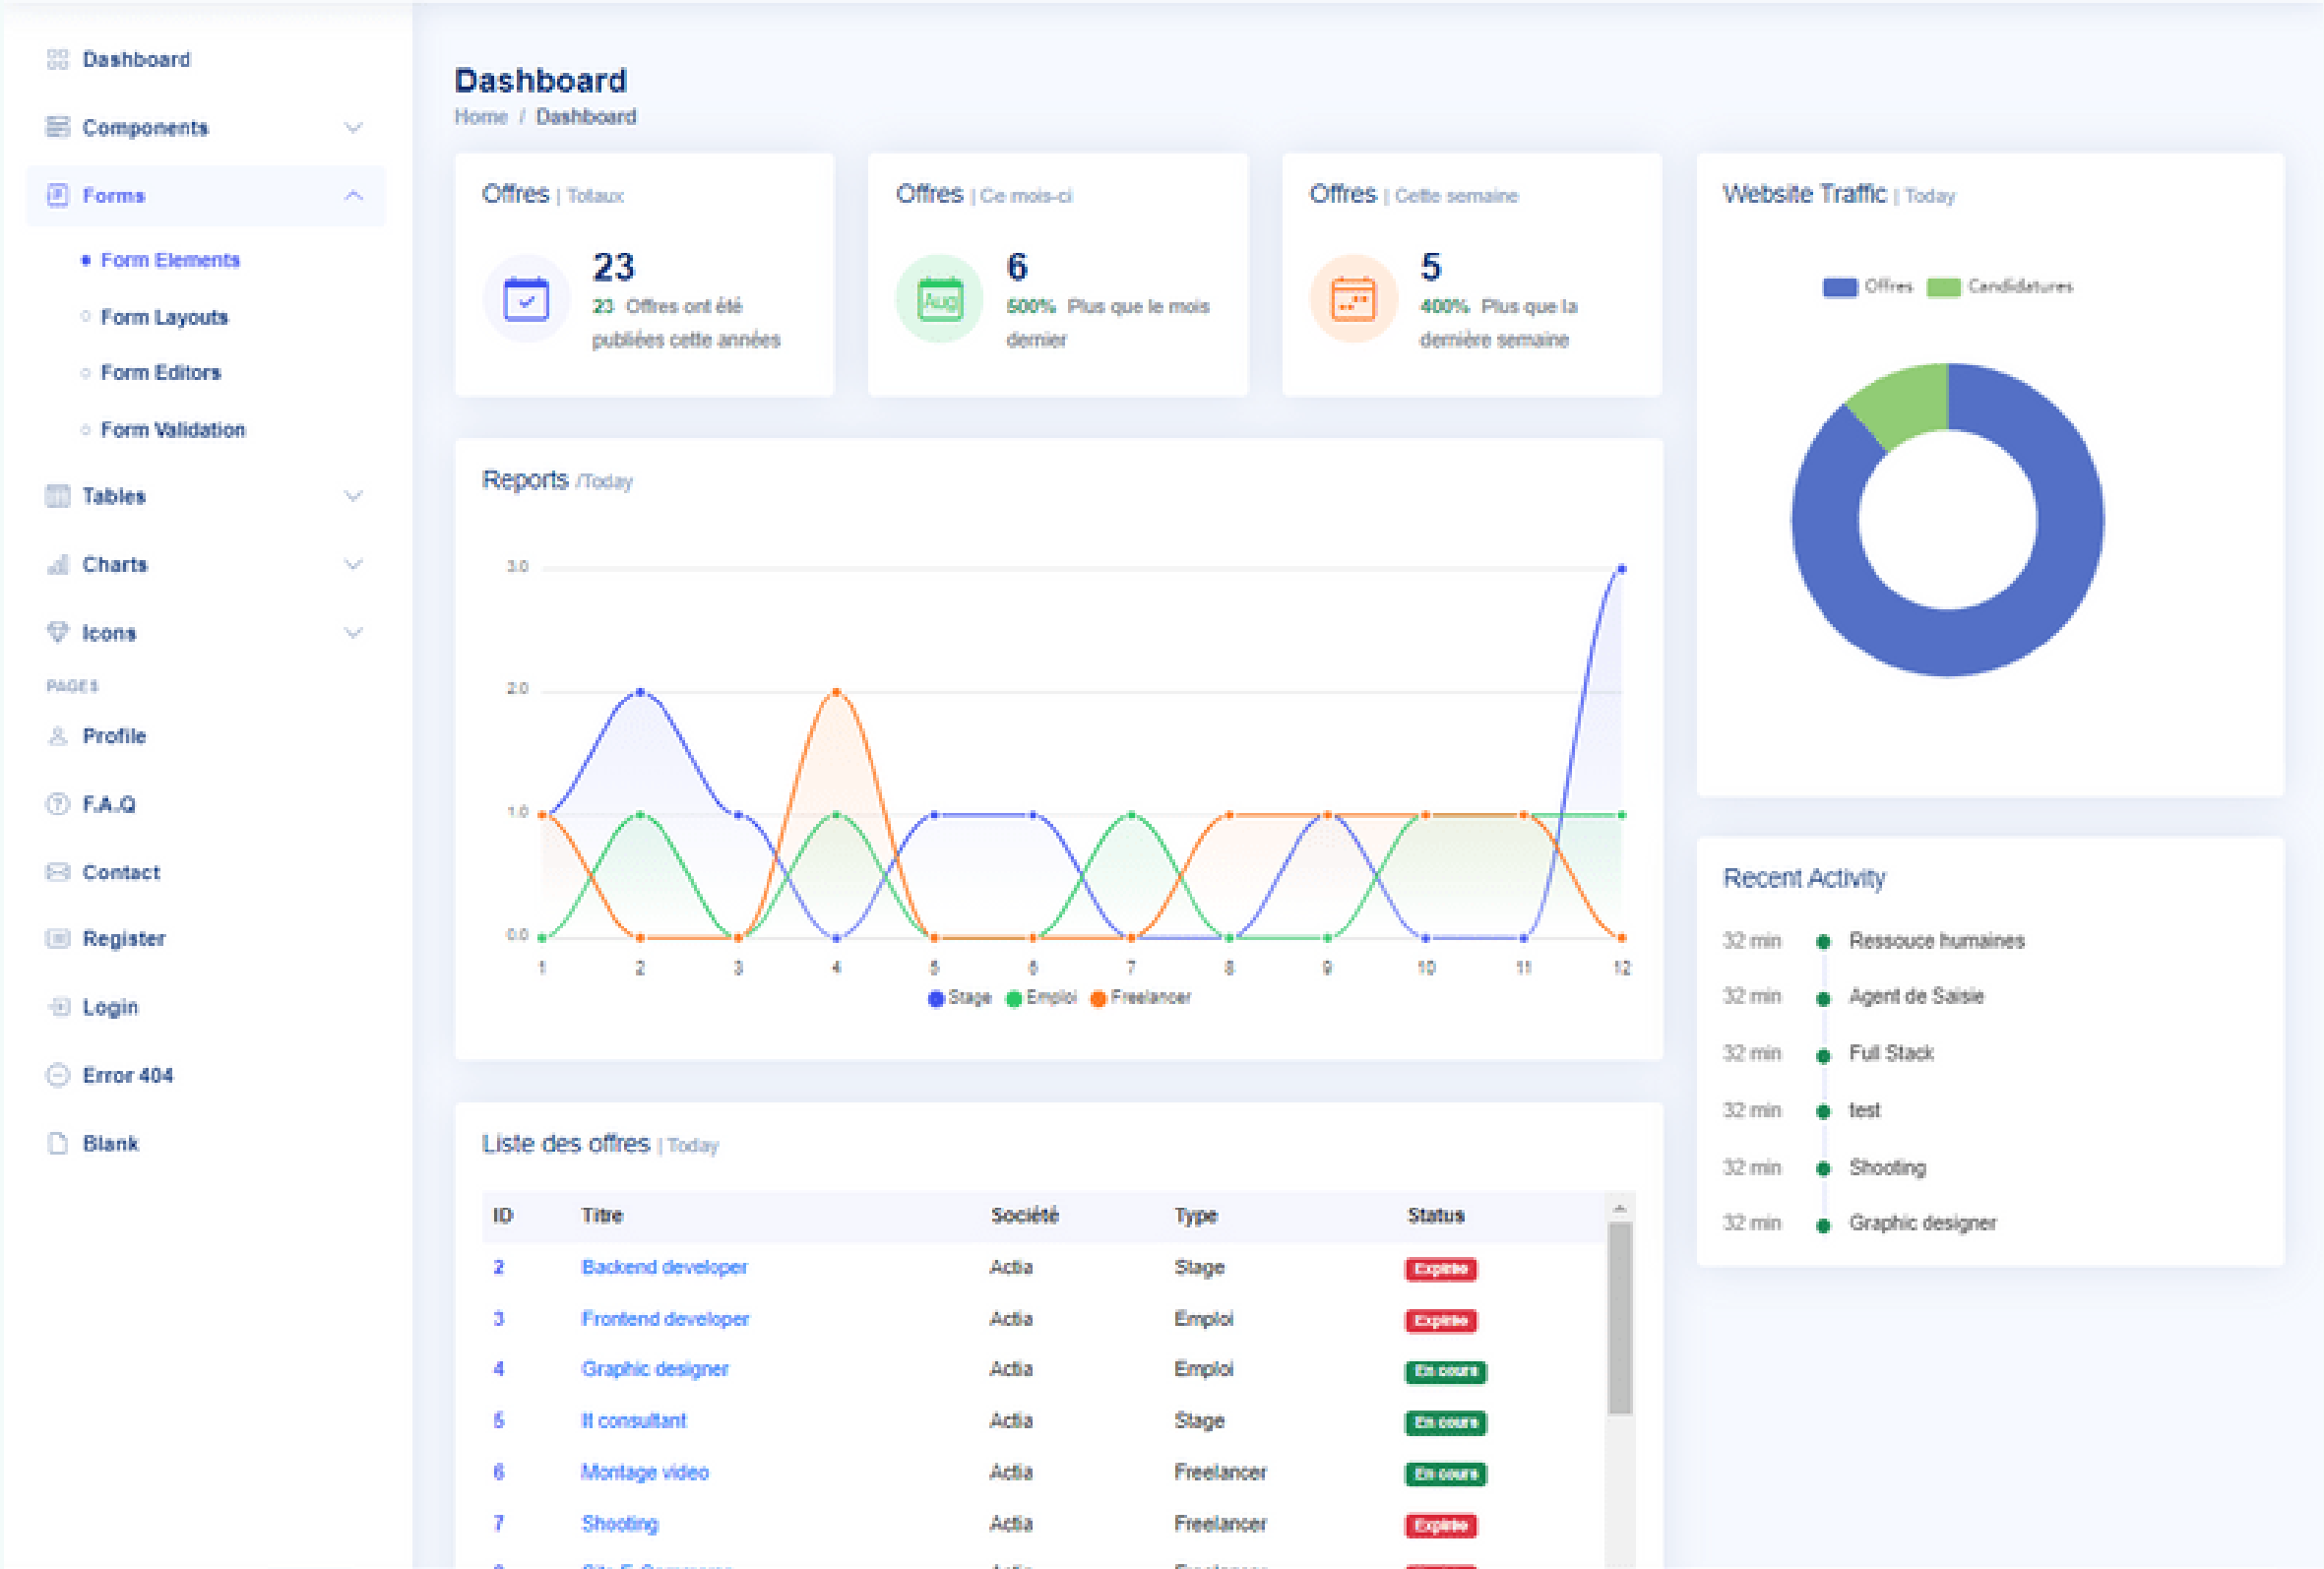 Dashboard
Components
Forms
Form Elements
Form Layouts
Form Editors
Form Validation
Tables
Charts
Icons
PAGES
Profile
F.A.Q
Contact
Register
Login
Error 404
Blank
Dashboard
Home / Dashboard
Offres | Totaux
23
23 Offres ont été
publiées cette années
Offres | Ce mois-ci
Aug
6
500% Plus que le mois
dernier
Offres | Cette semaine
5
400% Plus que la
dernière semaine
Reports /Today
3.0
2.0
1.0
0.0
1 2 3 4 5 6 7 8 9 10 11 12
Stage Emploi Freelancer
Liste des offres | Today
ID Titre Société Type Status
2 Backend developer Actia Stage
3 Frontend developer Actia Emploi
4 Graphic designer Actia Emploi En cours
5 It consultant Actia Stage En cours
6 Montage video Actia Freelancer En cours
7 Shooting Actia Freelancer
Website Traffic | Today
Offres Candidatures
Recent Activity
32 min Ressouce humaines
32 min Agent de Saisie
32 min Full Stack
32 min test
32 min Shooting
32 min Graphic designer